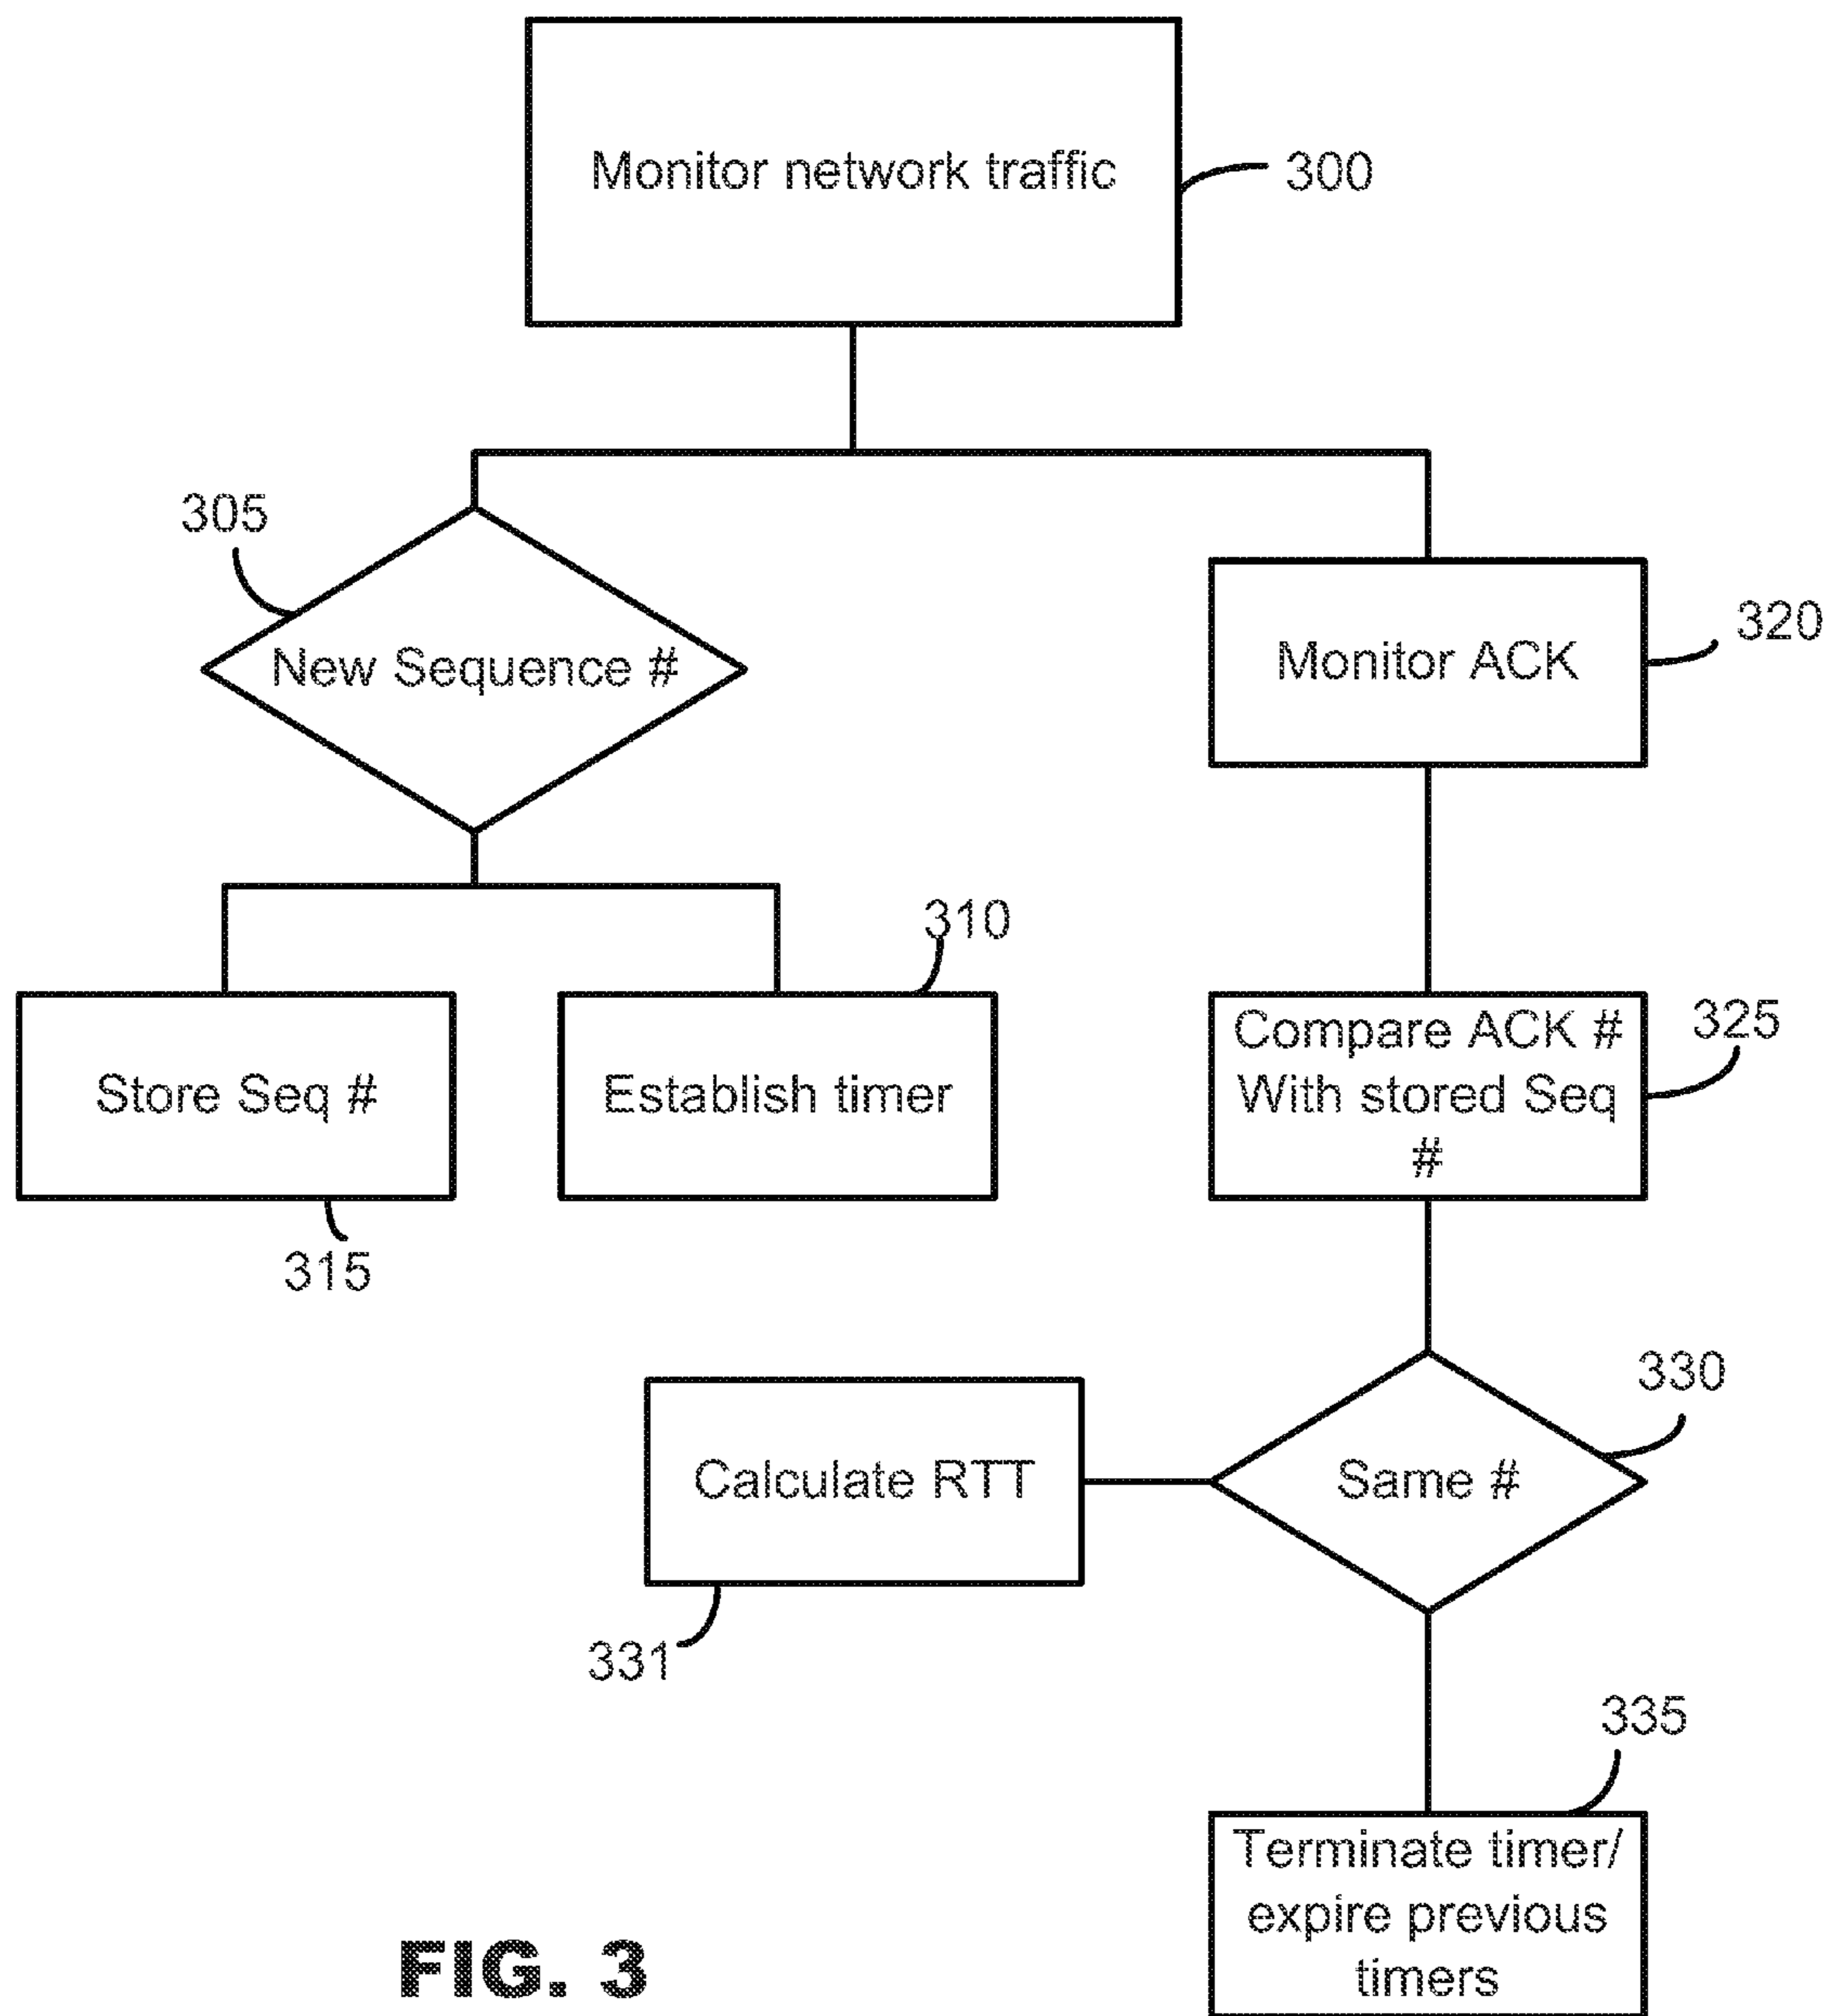 Monitor network traffic
300
305
New Sequence #
Monitor ACK
320
310
Store Seq #
Establish timer
Compare ACK #
With stored Seq
#
325
315
330
Calculate RTT
Same #
331
335
Terminate timer/
expire previous
timers
FIG. 3